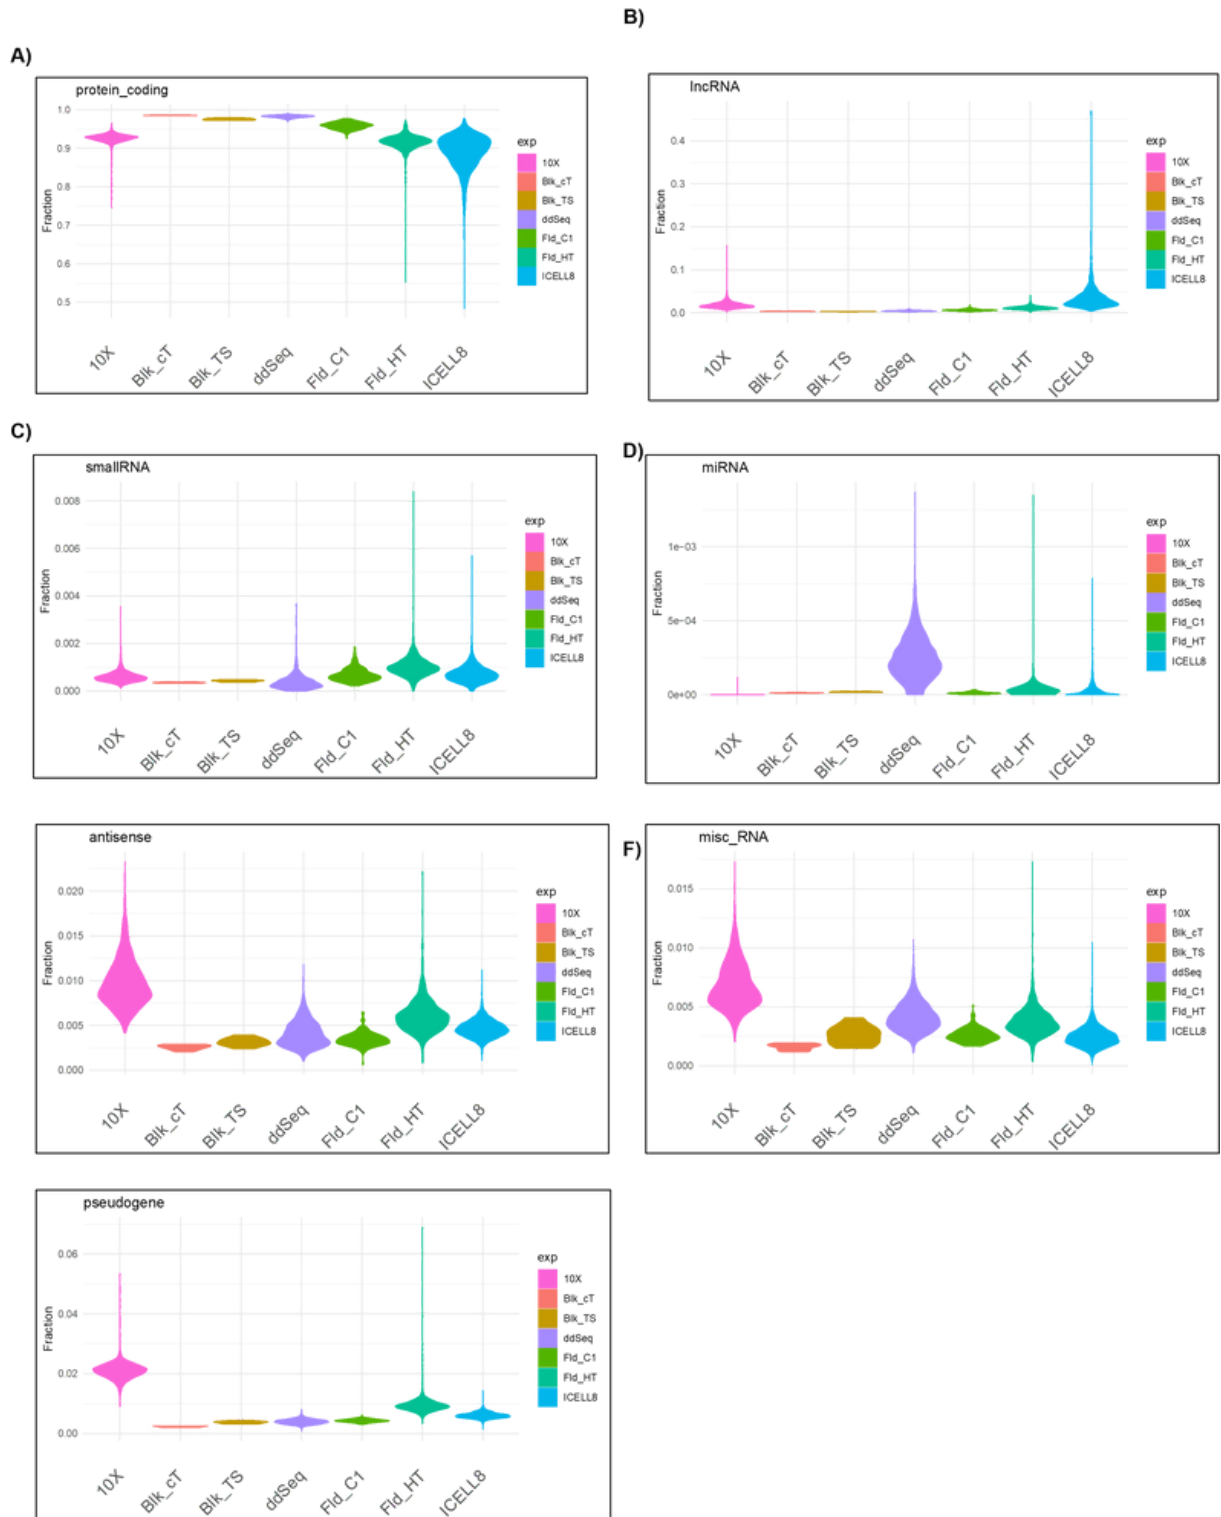 B)
A)
protein_coding
Fraction
1.0
0.9
0.8
0.7
0.6
0.5
10X
Blk_cT
Blk_TS
ddSeq
Fld_C1
Fld_HT
ICELL8
exp
10X
Blk_cT
Blk_TS
ddSeq
Fld_C1
Fld_HT
ICELL8
lncRNA
Fraction
0.4
0.3
0.2
0.1
0.0
10X
Blk_cT
Blk_TS
ddSeq
Fld_C1
Fld_HT
ICELL8
exp
10X
Blk_cT
Blk_TS
ddSeq
Fld_C1
Fld_HT
ICELL8
C)
smallRNA
Fraction
0.008
0.006
0.004
0.002
0.000
10X
Blk_cT
Blk_TS
ddSeq
Fld_C1
Fld_HT
ICELL8
exp
10X
Blk_cT
Blk_TS
ddSeq
Fld_C1
Fld_HT
ICELL8
D)
miRNA
Fraction
1e-03
5e-04
0e+00
10X
Blk_cT
Blk_TS
ddSeq
Fld_C1
Fld_HT
ICELL8
exp
10X
Blk_cT
Blk_TS
ddSeq
Fld_C1
Fld_HT
ICELL8
antisense
Fraction
0.020
0.015
0.010
0.005
0.000
10X
Blk_cT
Blk_TS
ddSeq
Fld_C1
Fld_HT
ICELL8
exp
10X
Blk_cT
Blk_TS
ddSeq
Fld_C1
Fld_HT
ICELL8
F)
misc_RNA
Fraction
0.015
0.010
0.005
0.000
10X
Blk_cT
Blk_TS
ddSeq
Fld_C1
Fld_HT
ICELL8
exp
10X
Blk_cT
Blk_TS
ddSeq
Fld_C1
Fld_HT
ICELL8
pseudogene
Fraction
0.06
0.04
0.02
0.00
10X
Blk_cT
Blk_TS
ddSeq
Fld_C1
Fld_HT
ICELL8
exp
10X
Blk_cT
Blk_TS
ddSeq
Fld_C1
Fld_HT
ICELL8